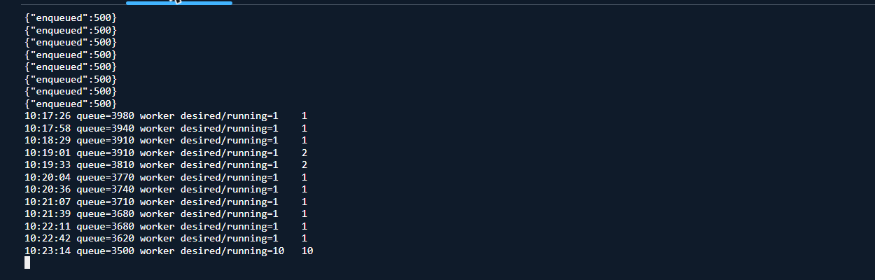 {"enqueued":500}
{"enqueued":500}
{"enqueued":500}
{"enqueued":500}
{"enqueued":500}
{"enqueued":500}
{"enqueued":500}
{"enqueued":500}
10:17:26 queue=3980 worker desired/running=1    1
10:17:58 queue=3940 worker desired/running=1    1
10:18:29 queue=3910 worker desired/running=1    1
10:19:01 queue=3910 worker desired/running=1    2
10:19:33 queue=3810 worker desired/running=1    2
10:20:04 queue=3770 worker desired/running=1    1
10:20:36 queue=3740 worker desired/running=1    1
10:21:07 queue=3710 worker desired/running=1    1
10:21:39 queue=3680 worker desired/running=1    1
10:22:11 queue=3680 worker desired/running=1    1
10:22:42 queue=3620 worker desired/running=1    1
10:23:14 queue=3500 worker desired/running=10   10